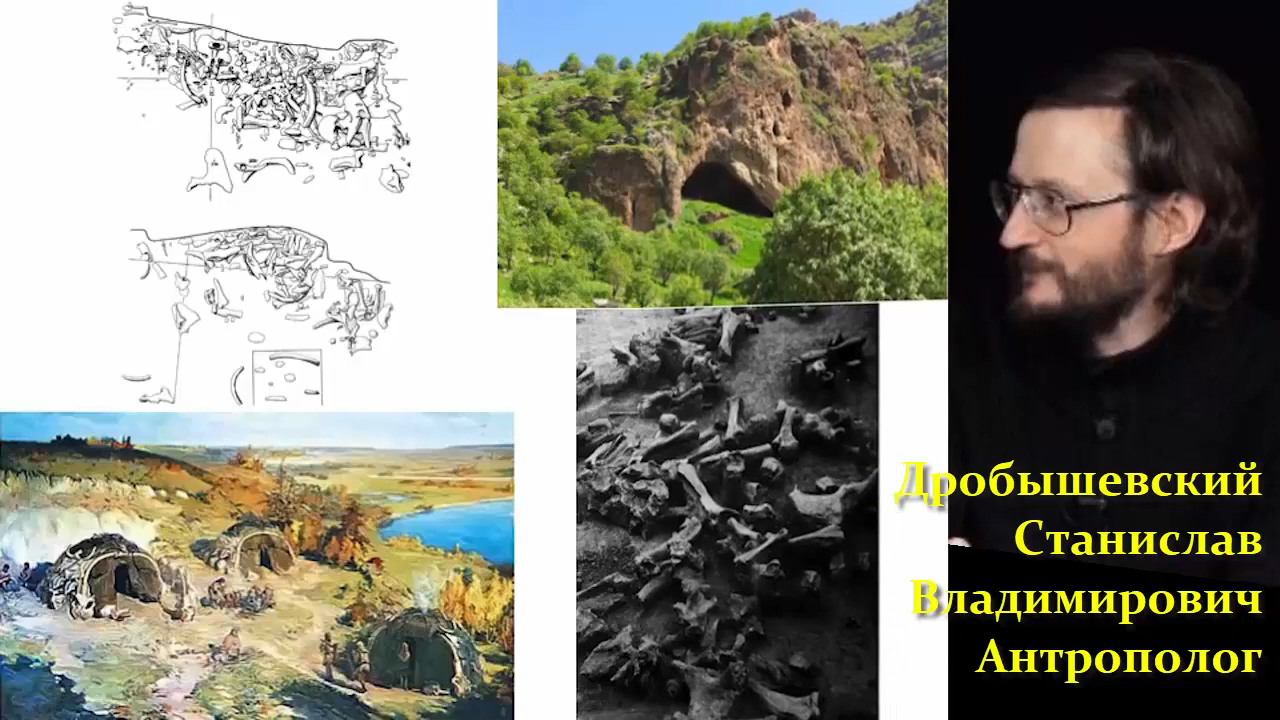 Дробышевский
Станислав
Владимирович
Антрополог